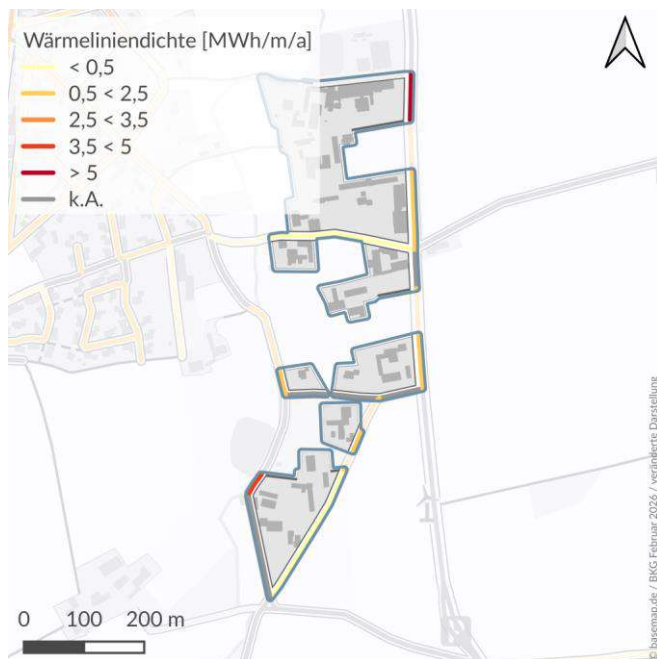 Wärmeliniendichte [MWh/m/a]
< 0,5
0,5 < 2,5
2,5 < 3,5
3,5 < 5
> 5
k.A.
0 100 200 m
© basemap.de / BKG Februar 2026 / veränderte Darstellung